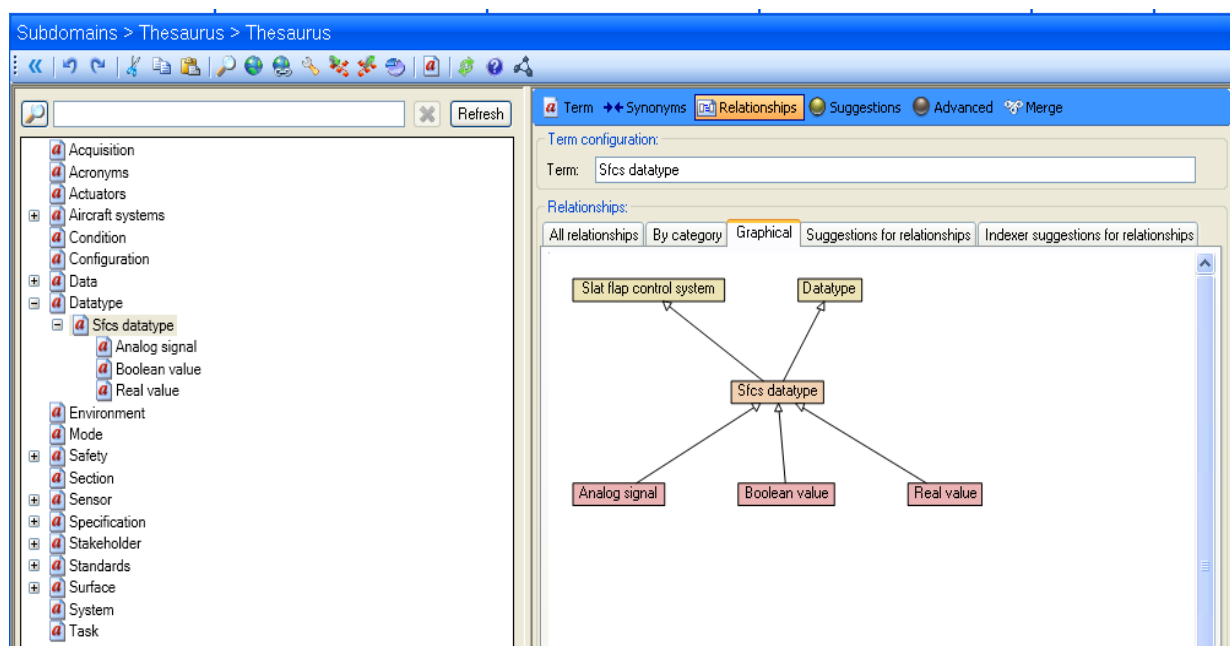 Subdomains > Thesaurus > Thesaurus
Refresh
Acquisition
Acronyms
Actuators
Aircraft systems
Condition
Configuration
Data
Datatype
Sfcs datatype
Analog signal
Boolean value
Real value
Environment
Mode
Safety
Section
Sensor
Specification
Stakeholder
Standards
Surface
System
Task
Term Synonyms Relationships Suggestions Advanced Merge
Term configuration:
Term: Sfcs datatype
Relationships:
All relationships By category Graphical Suggestions for relationships Indexer suggestions for relationships
Slat flap control system Datatype
Sfcs datatype
Analog signal Boolean value Real value